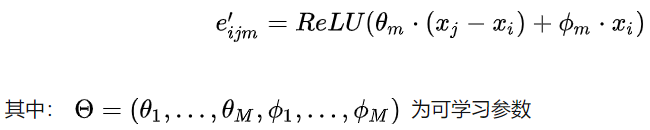 e'_{ijm} = ReLU(θ_m · (x_j − x_i) + ϕ_m · x_i)
其中: Θ = (θ_1, …, θ_M, ϕ_1, …, ϕ_M) 为可学习参数